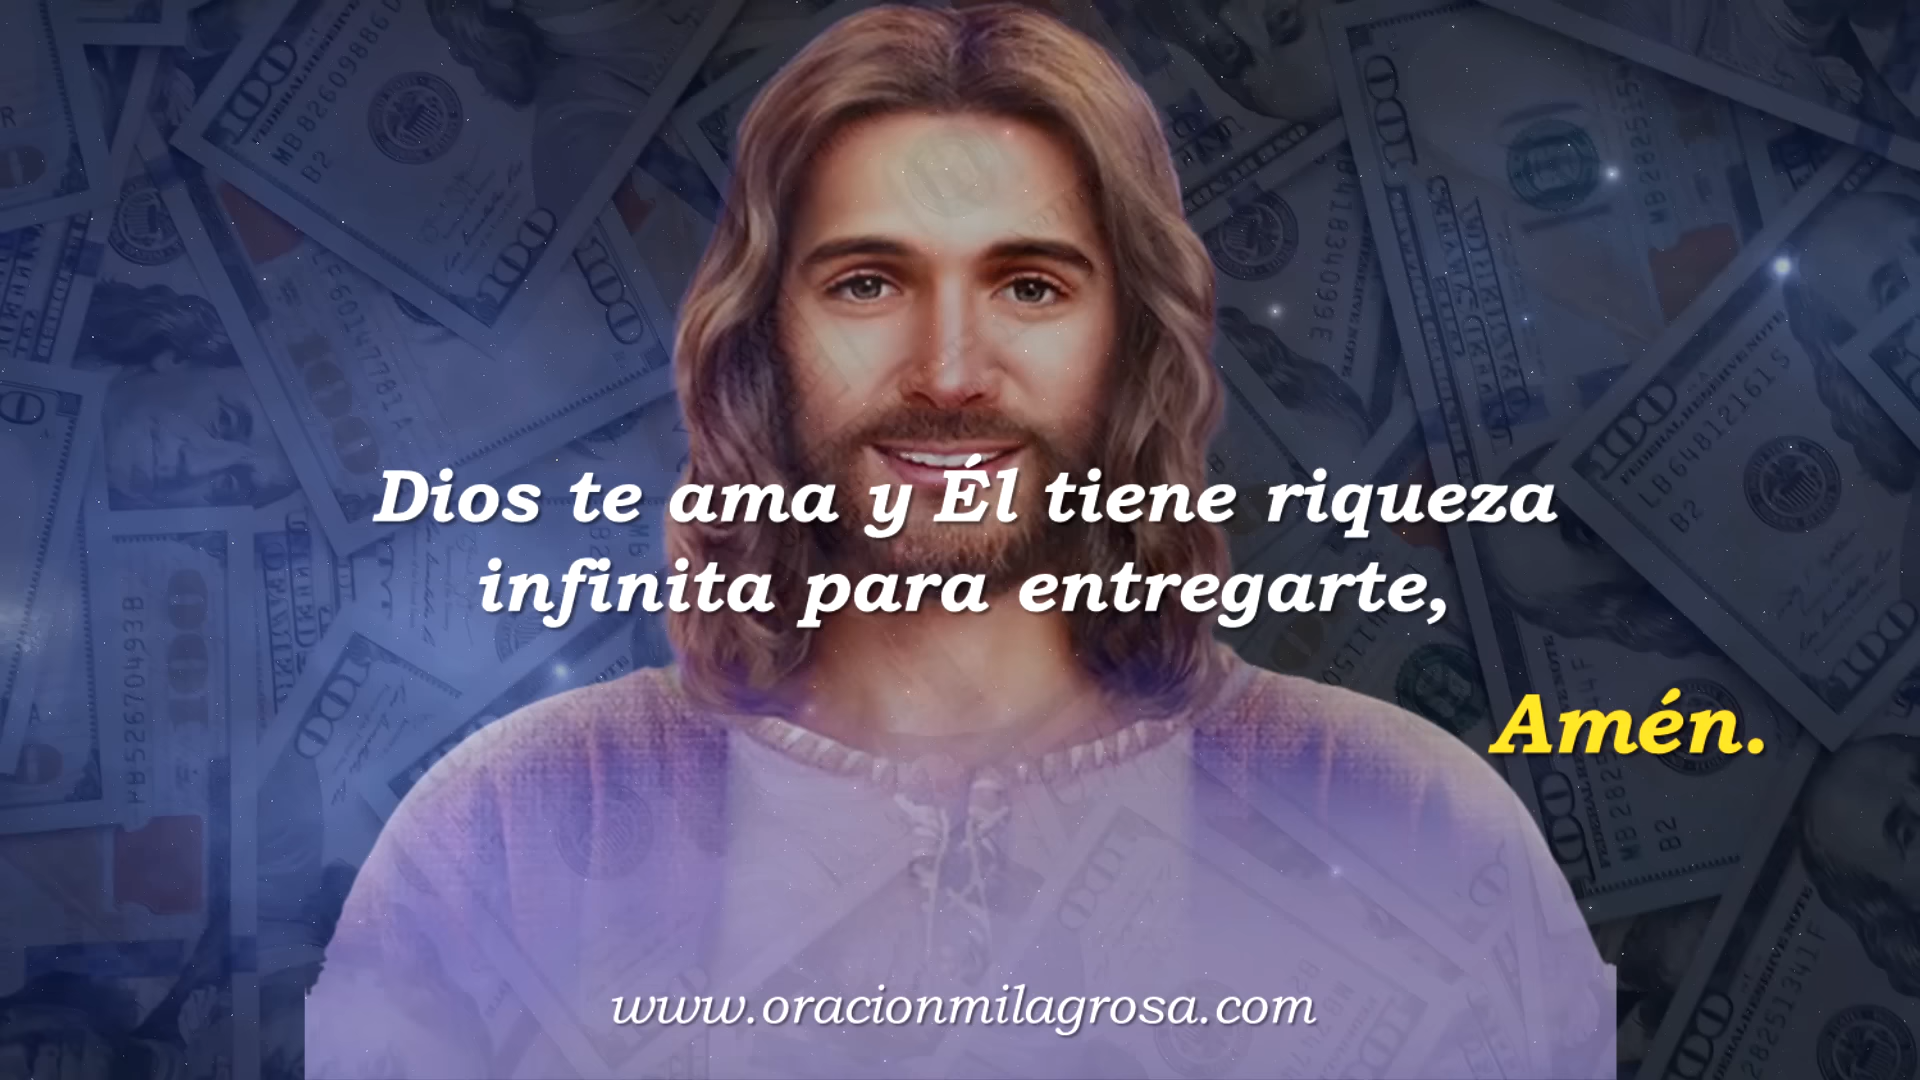 Dios te ama y Él tiene riqueza
infinita para entregarte,
Amén.
www.oracionmilagrosa.com